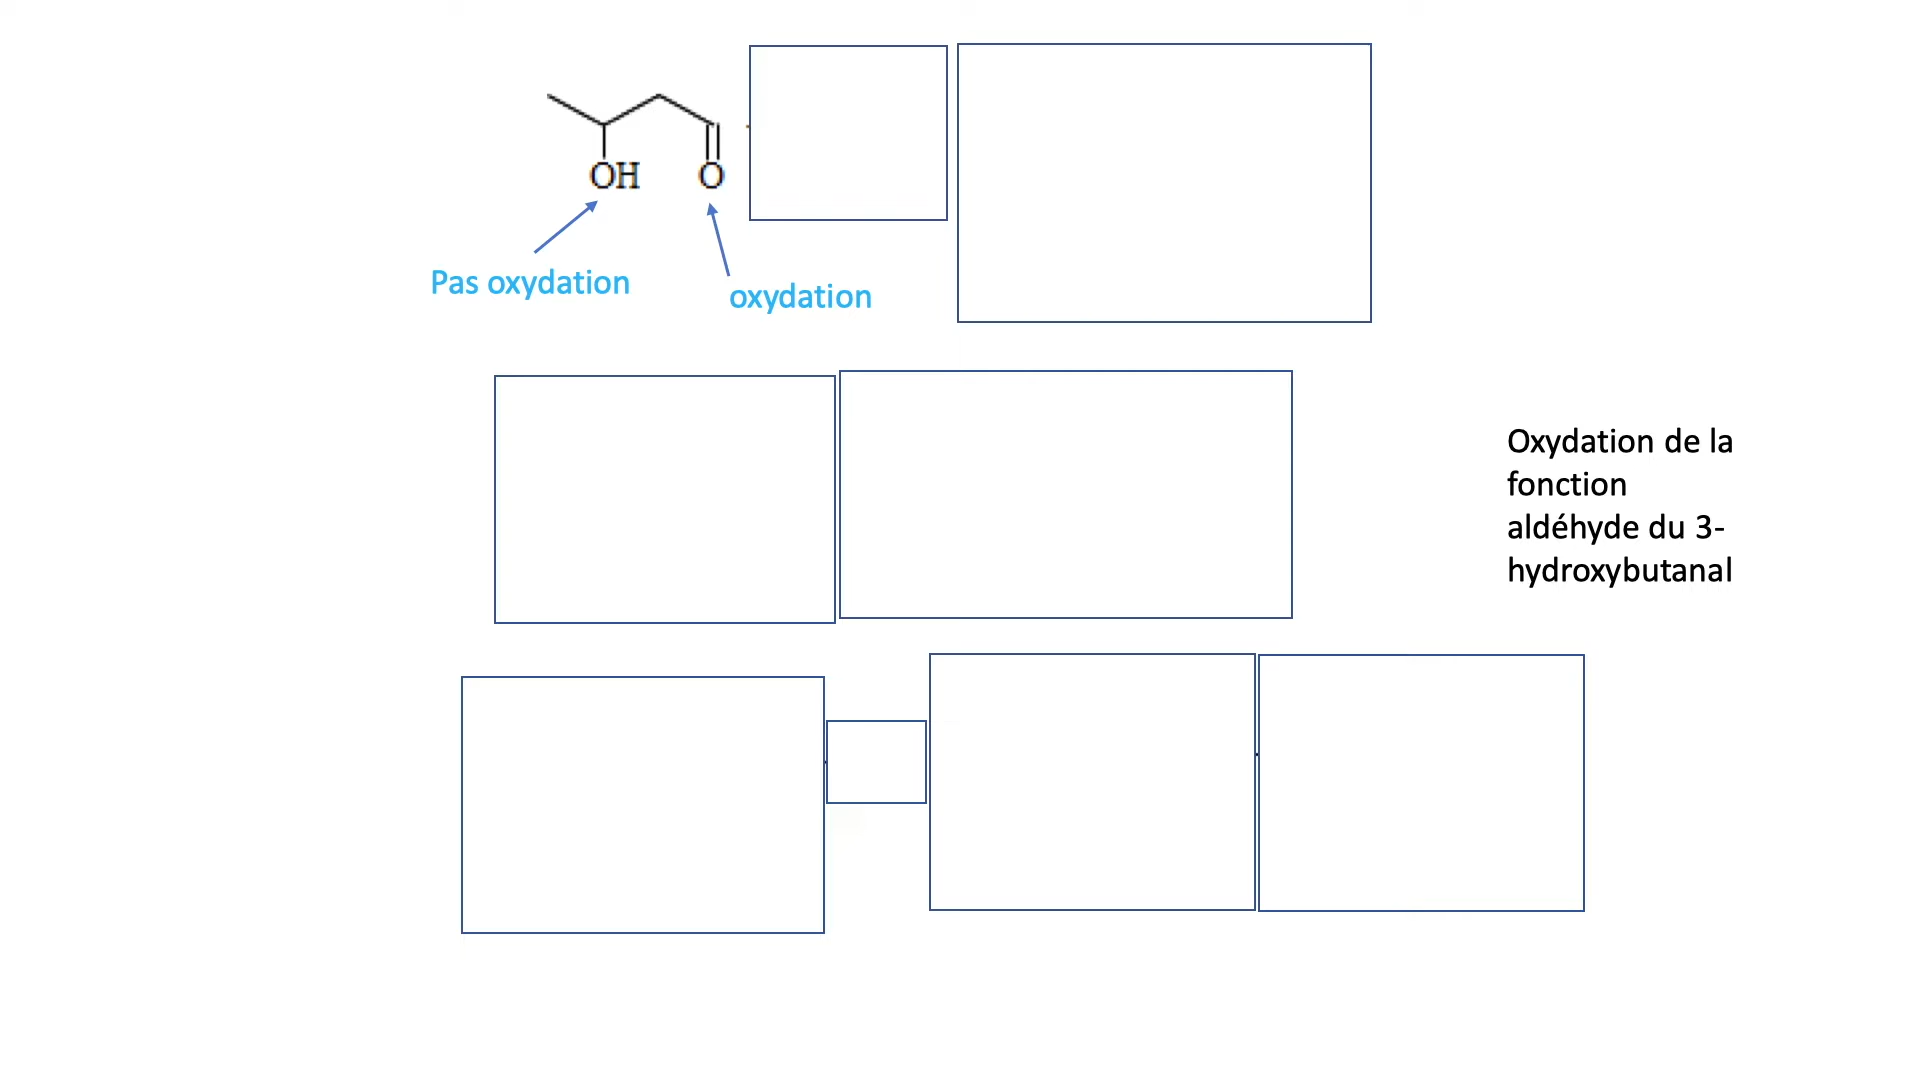 OH
O
Pas oxydation
oxydation
Oxydation de la
fonction
aldéhyde du 3-
hydroxybutanal